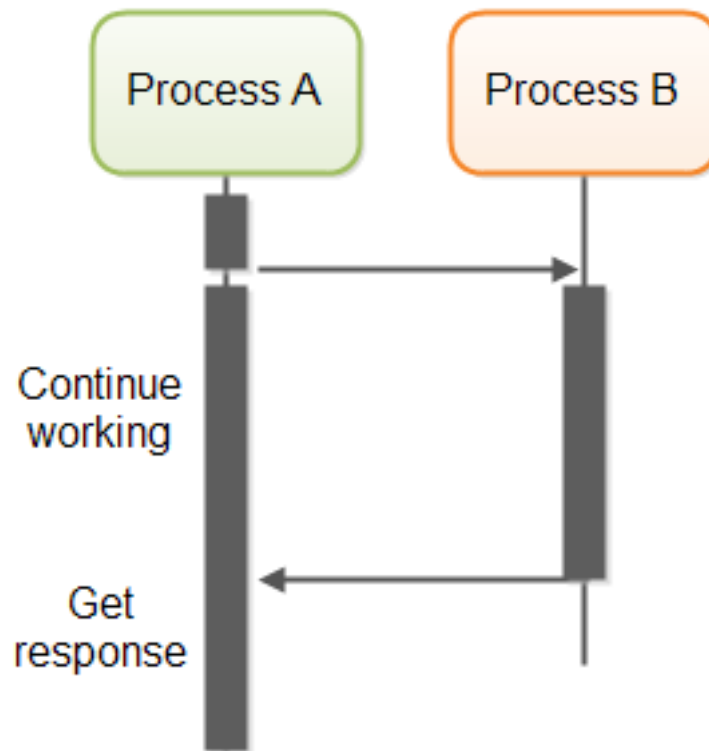 Process A
Process B
Continue
working
Get
response